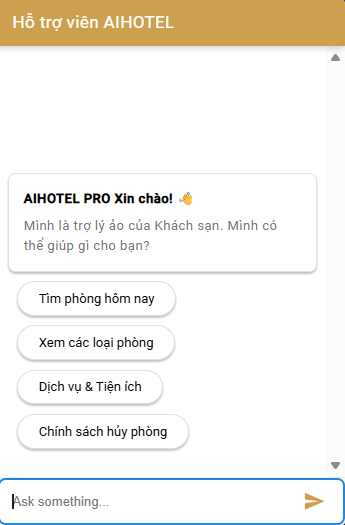 Hỗ trợ viên AIHOTEL
AIHOTEL PRO Xin chào! 👋
Mình là trợ lý ảo của Khách sạn. Mình có
thể giúp gì cho bạn?
Tìm phòng hôm nay
Xem các loại phòng
Dịch vụ & Tiện ích
Chính sách hủy phòng
Ask something...